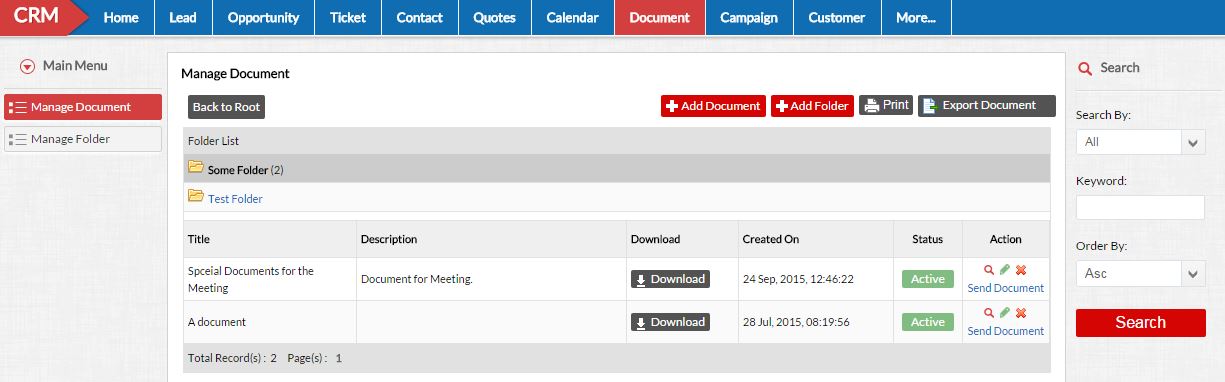 CRM Home Lead Opportunity Ticket Contact Quotes Calendar Document Campaign Customer More...
Main Menu
Manage Document
Manage Folder
Manage Document
Back to Root Add Document Add Folder Print Export Document
Folder List
Some Folder (2)
Test Folder
Title Description Download Created On Status Action
Spceial Documents for the
Meeting
Document for Meeting. Download 24 Sep, 2015, 12:46:22 Active
Send Document
A document Download 28 Jul, 2015, 08:19:56 Active
Send Document
Total Record(s) : 2 Page(s) : 1
Search
Search By:
All
Keyword:
Order By:
Asc
Search